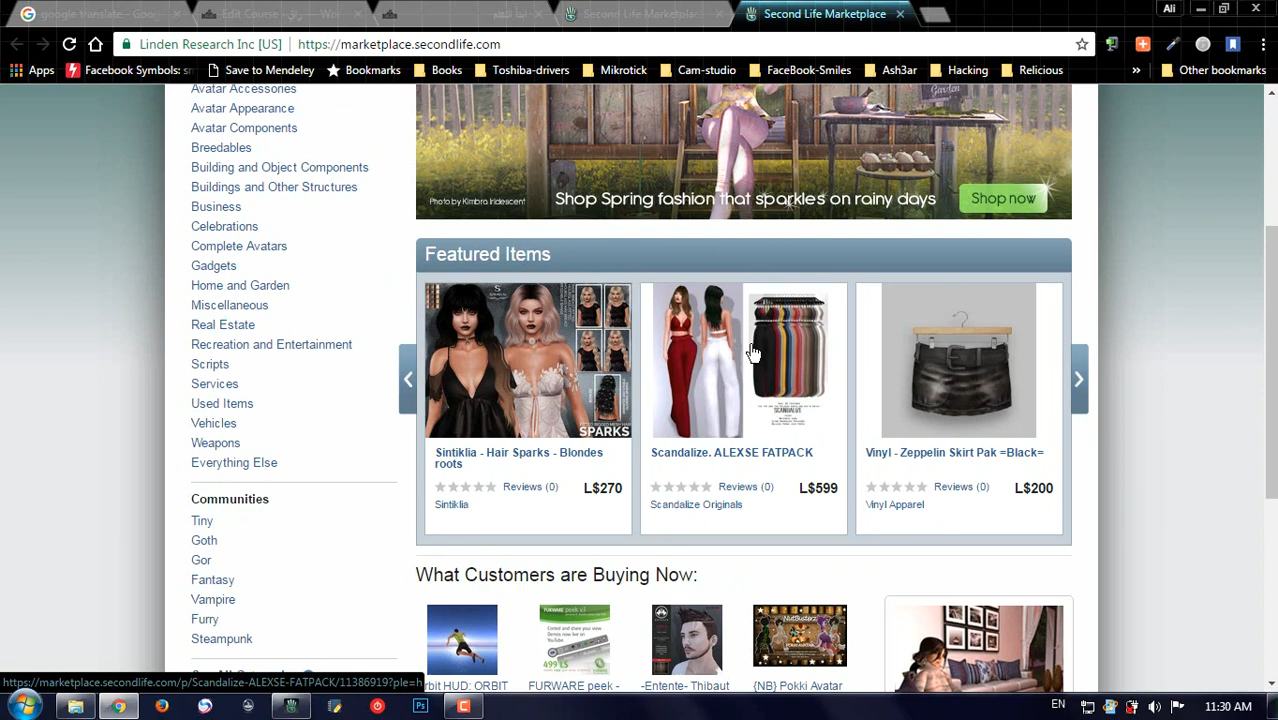 google translate - Goo
Edit Course
Second Life Marketplac
Second Life Marketplace
Ali
Linden Research Inc [US]
https://marketplace.secondlife.com
Apps
Facebook Symbols: sm
Save to Mendeley
Bookmarks
Books
Toshiba-drivers
Mikrotick
Cam-studio
FaceBook-Smiles
Ash3ar
Hacking
Relicious
»
Other bookmarks
Avatar Accessories
Avatar Appearance
Avatar Components
Breedables
Building and Object Components
Buildings and Other Structures
Business
Celebrations
Complete Avatars
Gadgets
Home and Garden
Miscellaneous
Real Estate
Recreation and Entertainment
Scripts
Services
Used Items
Vehicles
Weapons
Everything Else
Communities
Tiny
Goth
Gor
Fantasy
Vampire
Furry
Steampunk
Garden
Photo by Kimbra Iridescent
Shop Spring fashion that sparkles on rainy days
Shop now
Featured Items
SPARKS
SCANDALIZE
Sintiklia - Hair Sparks - Blondes
roots
Reviews (0)
L$270
Sintiklia
Scandalize. ALEXSE FATPACK
Reviews (0)
L$599
Scandalize Originals
Vinyl - Zeppelin Skirt Pak =Black=
Reviews (0)
L$200
Vinyl Apparel
What Customers are Buying Now:
FURWARE peek v.1
499 L$
NutBusterz
rbit HUD: ORBIT
FURWARE peek -
-Entente- Thibaut
{NB} Pokki Avatar
https://marketplace.secondlife.com/p/Scandalize-ALEXSE-FATPACK/11386919?ple=h
Ps
EN
11:30 AM